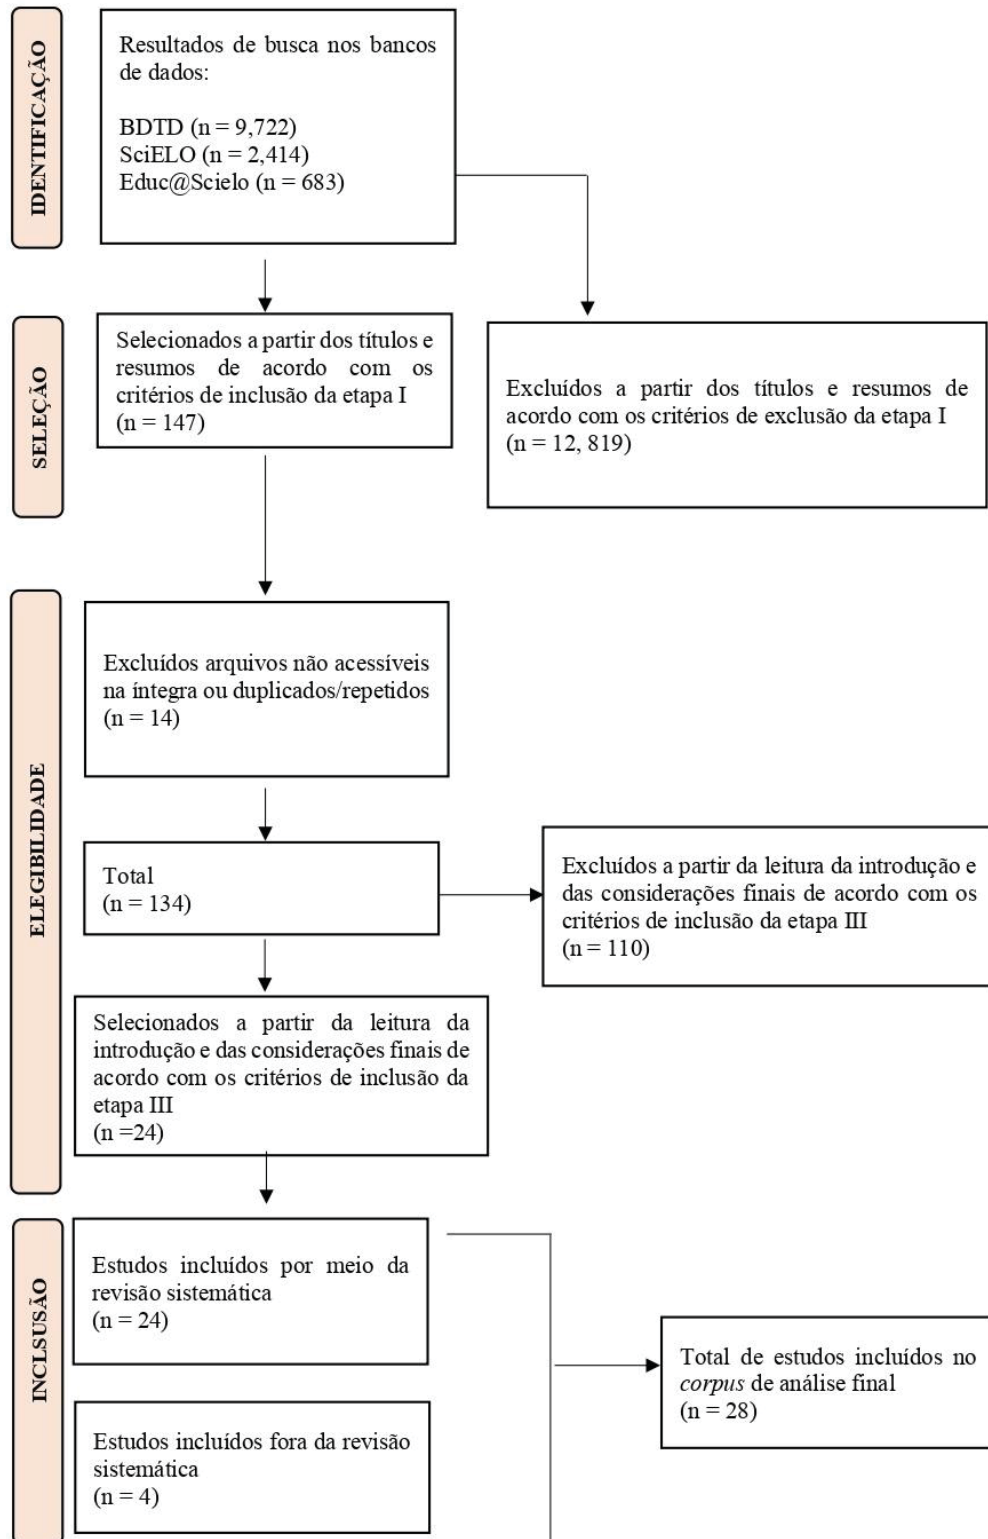 IDENTIFICAÇÃO
Resultados de busca nos bancos
de dados:
BDTD (n = 9,722)
SciELO (n = 2,414)
Educ@Scielo (n = 683)
SELEÇÃO
Selecionados a partir dos títulos e
resumos de acordo com os
critérios de inclusão da etapa I
(n = 147)
Excluídos a partir dos títulos e resumos de
acordo com os critérios de exclusão da etapa I
(n = 12, 819)
ELEGIBILIDADE
Excluídos arquivos não acessíveis
na íntegra ou duplicados/repetidos
(n = 14)
Total
(n = 134)
Excluídos a partir da leitura da introdução e
das considerações finais de acordo com os
critérios de inclusão da etapa III
(n = 110)
Selecionados a partir da leitura da
introdução e das considerações finais de
acordo com os critérios de inclusão da
etapa III
(n =24)
INCLSUSÃO
Estudos incluídos por meio da
revisão sistemática
(n = 24)
Total de estudos incluídos no
corpus de análise final
(n = 28)
Estudos incluídos fora da revisão
sistemática
(n = 4)